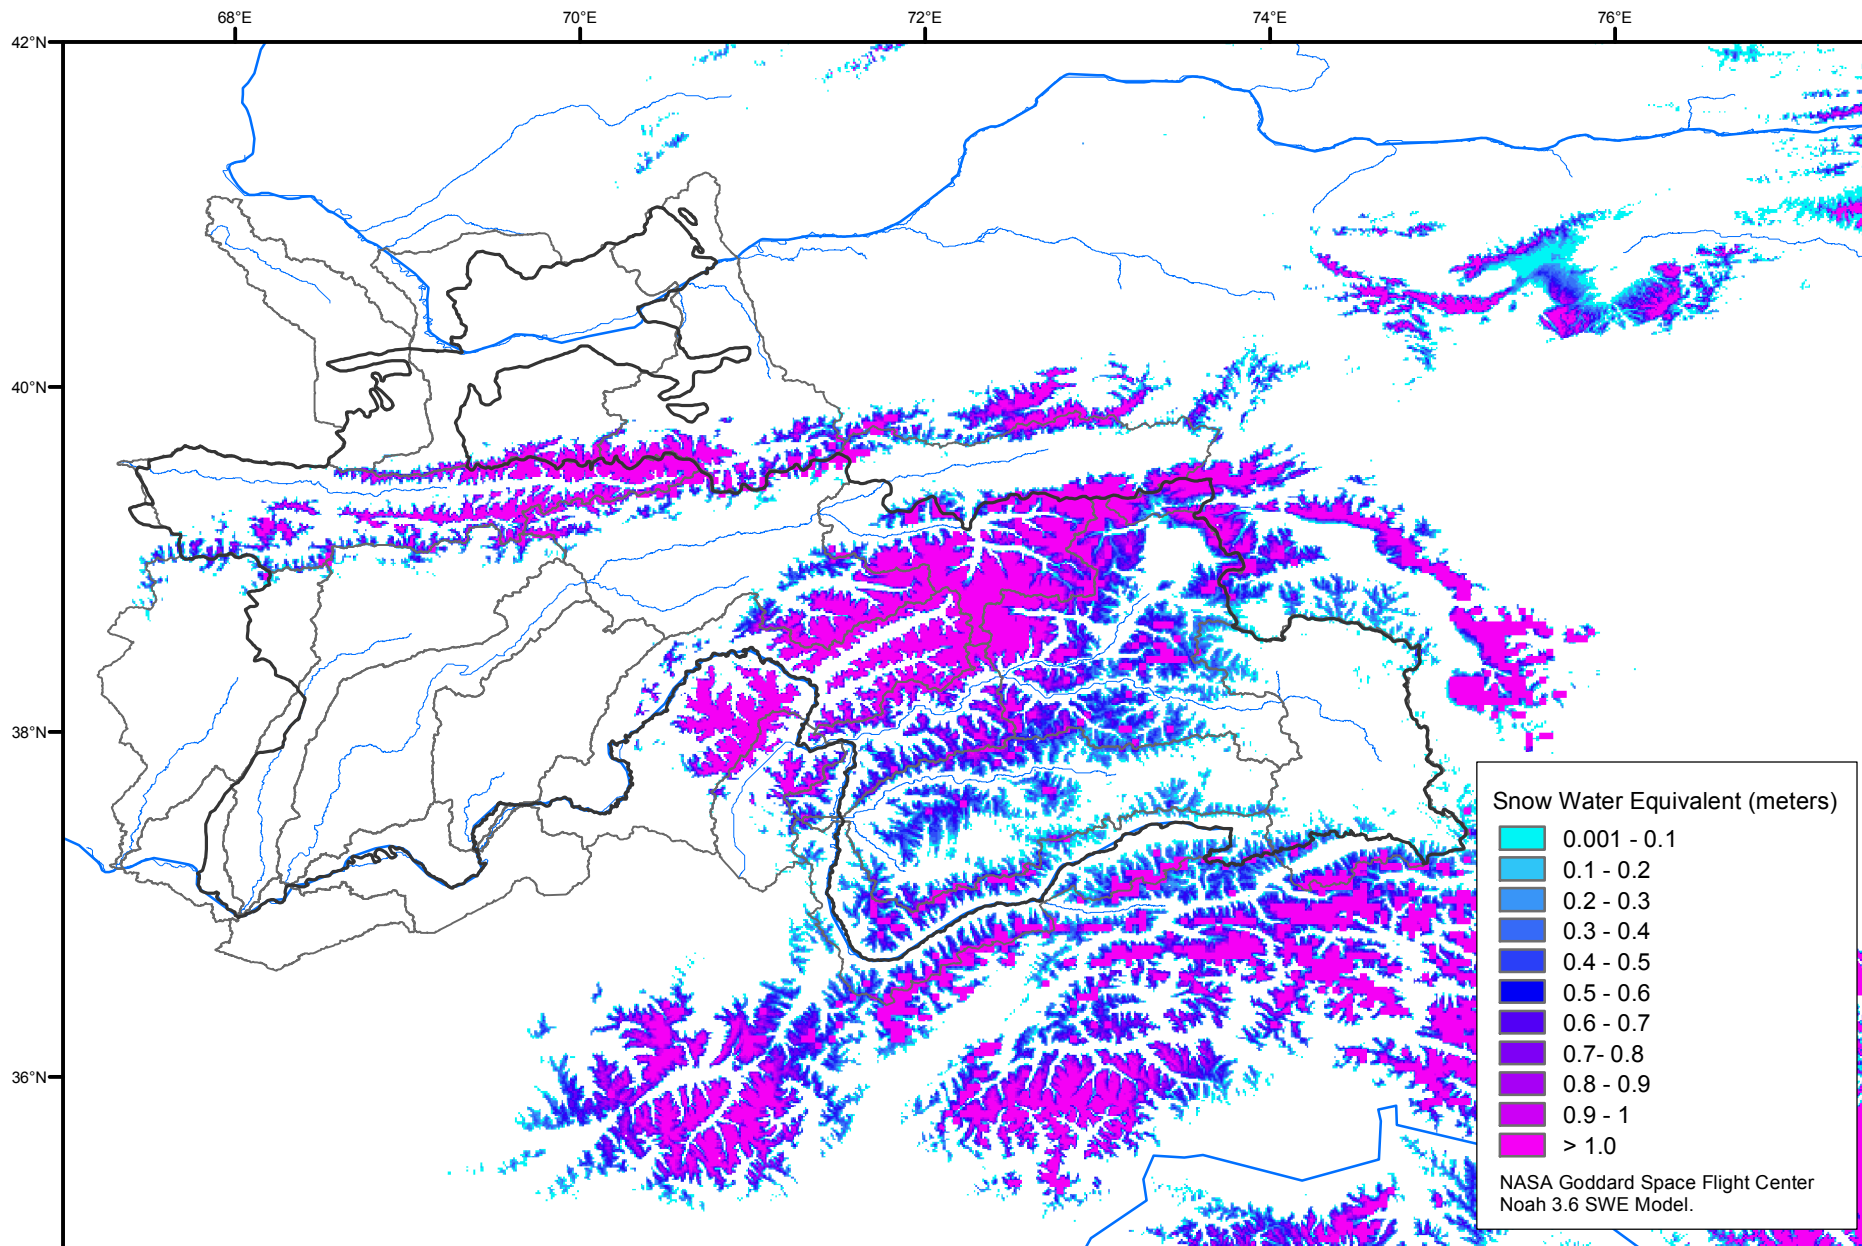 68°E
70°E
72°E
74°E
76°E
42°N
40°N
38°N
36°N
Snow Water Equivalent (meters)
0.001 - 0.1
0.1 - 0.2
0.2 - 0.3
0.3 - 0.4
0.4 - 0.5
0.5 - 0.6
0.6 - 0.7
0.7- 0.8
0.8 - 0.9
0.9 - 1
> 1.0
NASA Goddard Space Flight Center
Noah 3.6 SWE Model.